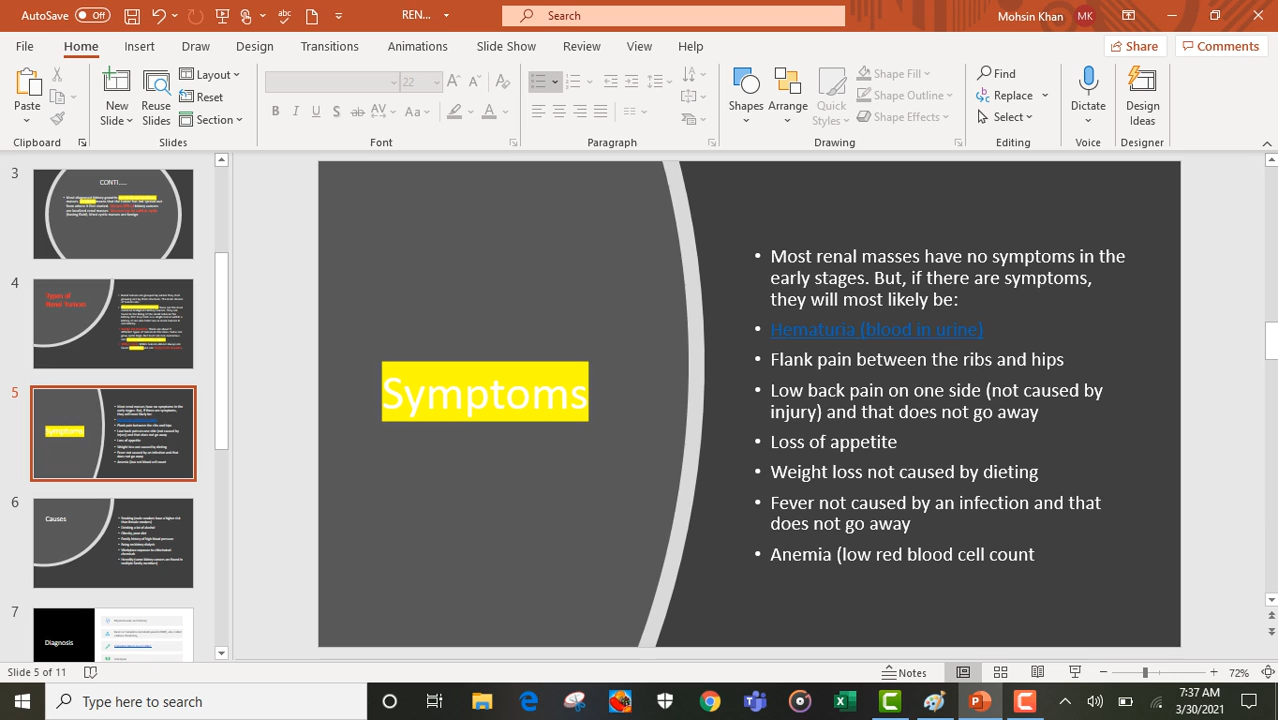 AutoSave Off
REN...
Search
Mohsin Khan MK
File Home Insert Draw Design Transitions Animations Slide Show Review View Help
Share Comments
Paste
New Slide
Reuse Slides
Layout
Reset
Section
22
B I U S ab AV Aa A
Shapes
Arrange
Quick Styles
Shape Fill
Shape Outline
Shape Effects
Find
Replace
Select
Dictate
Design Ideas
Clipboard Slides Font Paragraph Drawing Editing Voice Designer
3
CONTI.....
4
Types of
Renal Tumors
5
Symptoms
6
Causes
7
Diagnosis
Symptoms
• Most renal masses have no symptoms in the
early stages. But, if there are symptoms,
they will most likely be:
• Hematuria (blood in urine)
• Flank pain between the ribs and hips
• Low back pain on one side (not caused by
injury) and that does not go away
• Loss of appetite
• Weight loss not caused by dieting
• Fever not caused by an infection and that
does not go away
• Anemia (low red blood cell count
Slide 5 of 11
Notes
72%
Type here to search
7:37 AM
3/30/2021